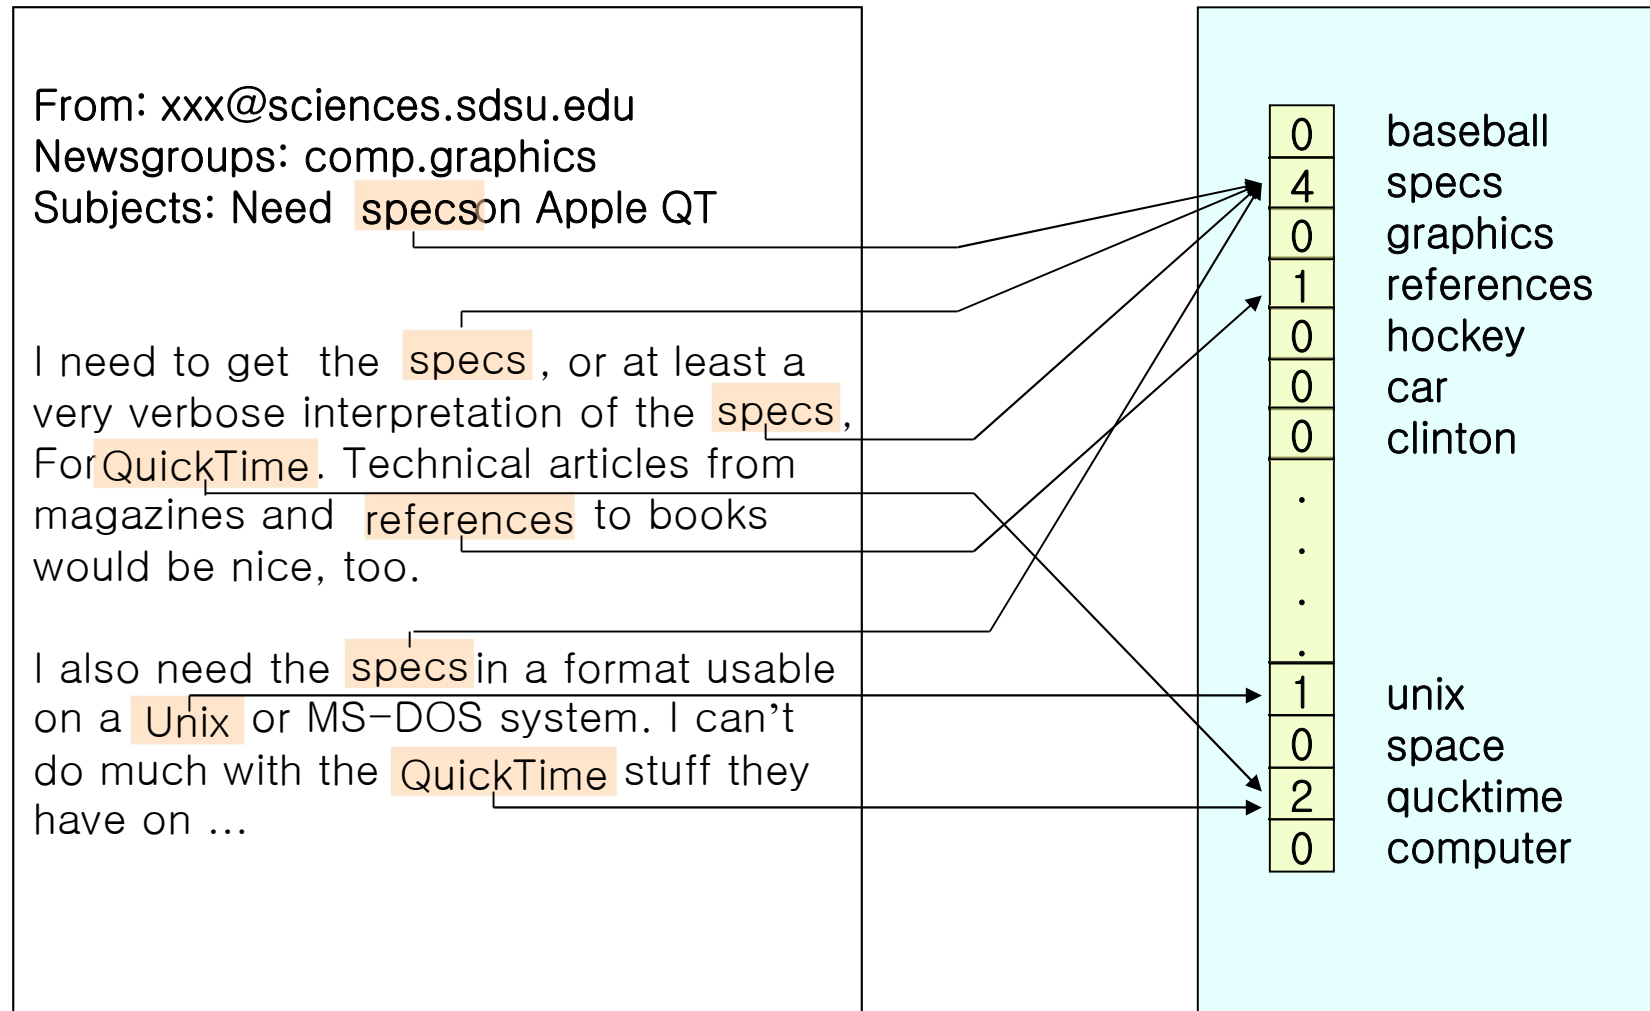 From: xxx@sciences.sdsu.edu
Newsgroups: comp.graphics
Subjects: Need specs on Apple QT
I need to get the specs, or at least a
very verbose interpretation of the specs,
For QuickTime. Technical articles from
magazines and references to books
would be nice, too.
I also need the specs in a format usable
on a Unix or MS-DOS system. I can't
do much with the QuickTime stuff they
have on ...
0 baseball
4 specs
0 graphics
1 references
0 hockey
0 car
0 clinton
.
.
.
.
1 unix
0 space
2 qucktime
0 computer